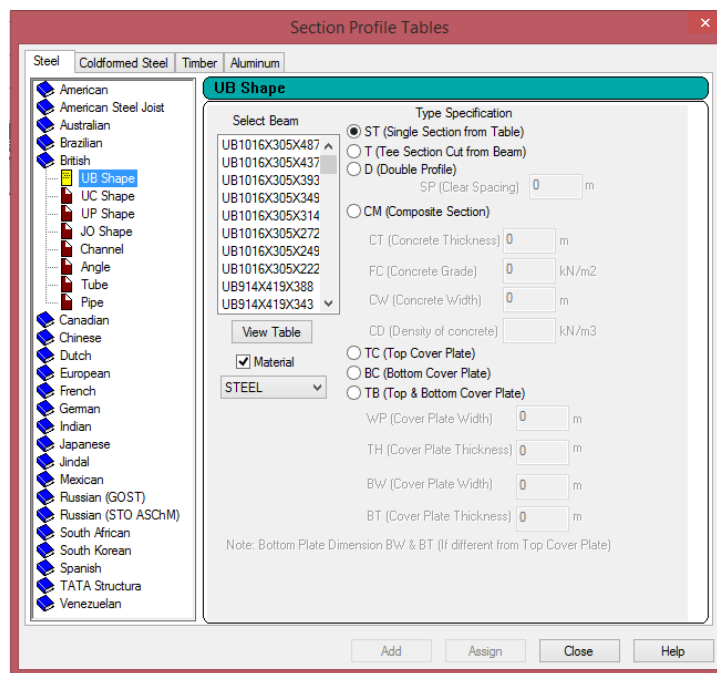 Section Profile Tables
Steel
Coldformed Steel
Timber
Aluminum
American
American Steel Joist
Australian
Brazilian
British
UB Shape
UC Shape
UP Shape
JO Shape
Channel
Angle
Tube
Pipe
Canadian
Chinese
Dutch
European
French
German
Indian
Japanese
Jindal
Mexican
Russian (GOST)
Russian (STO ASChM)
South African
South Korean
Spanish
TATA Structura
Venezuelan
UB Shape
Select Beam
UB1016X305X487
UB1016X305X437
UB1016X305X393
UB1016X305X349
UB1016X305X314
UB1016X305X272
UB1016X305X249
UB1016X305X222
UB914X419X388
UB914X419X343
View Table
Material
STEEL
Type Specification
ST (Single Section from Table)
T (Tee Section Cut from Beam)
D (Double Profile)
SP (Clear Spacing) 0 m
CM (Composite Section)
CT (Concrete Thickness) 0 m
FC (Concrete Grade) 0 kN/m2
CW (Concrete Width) 0 m
CD (Density of concrete) kN/m3
TC (Top Cover Plate)
BC (Bottom Cover Plate)
TB (Top & Bottom Cover Plate)
WP (Cover Plate Width) 0 m
TH (Cover Plate Thickness) 0 m
BW (Cover Plate Width) 0 m
BT (Cover Plate Thickness) 0 m
Note: Bottom Plate Dimension BW & BT (If different from Top Cover Plate)
Add
Assign
Close
Help